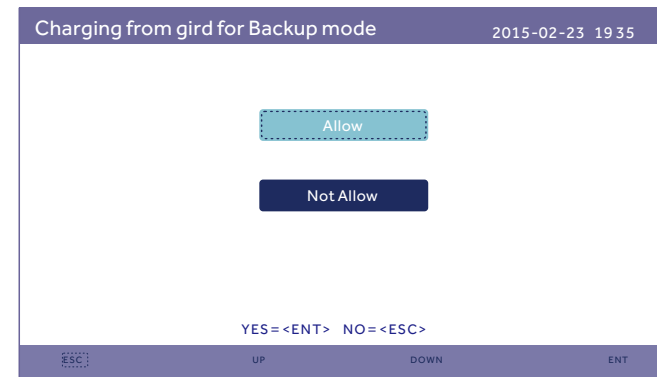 Charging from gird for Backup mode 2015-02-23 19 35
Allow
Not Allow
YES=<ENT> NO=<ESC>
ESC UP DOWN ENT